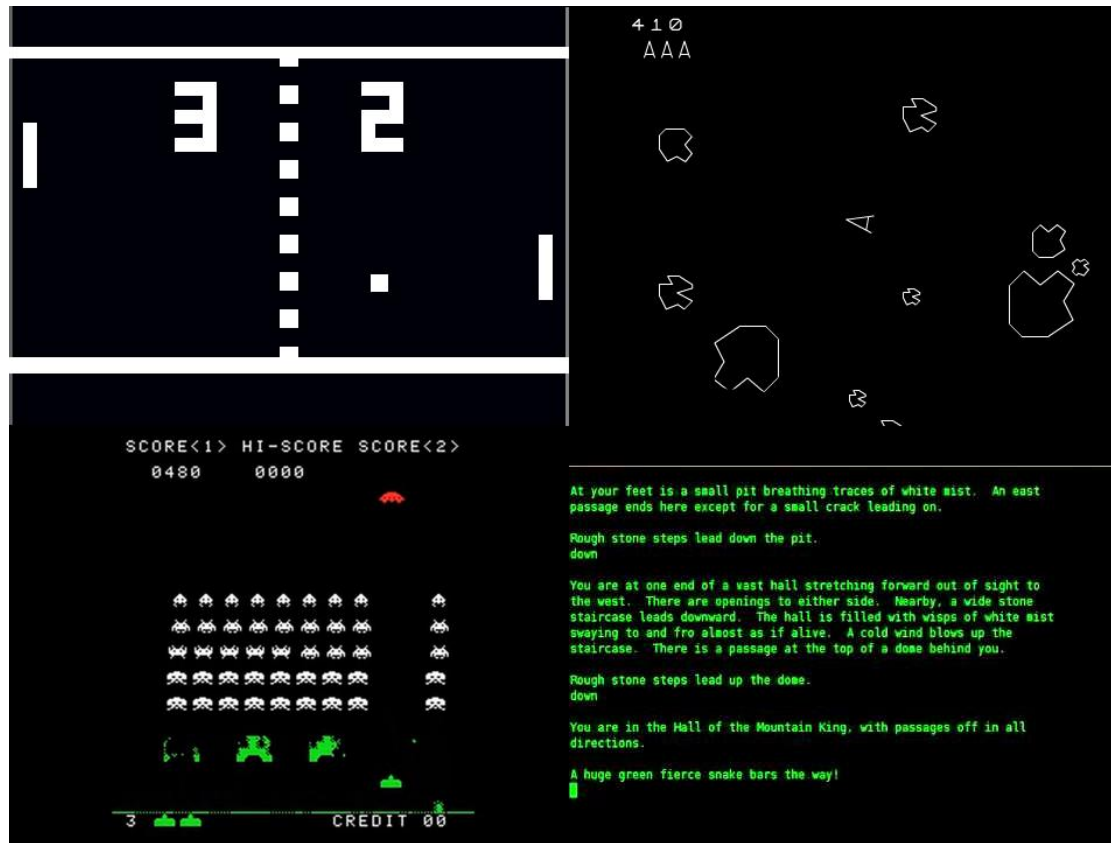 3 2
410
AAA
SCORE<1> HI-SCORE SCORE<2>
0480 0000
3 CREDIT 00
At your feet is a small pit breathing traces of white mist. An east
passage ends here except for a small crack leading on.
Rough stone steps lead down the pit.
down
You are at one end of a vast hall stretching forward out of sight to
the west. There are openings to either side. Nearby, a wide stone
staircase leads downward. The hall is filled with wisps of white mist
swaying to and fro almost as if alive. A cold wind blows up the
staircase. There is a passage at the top of a dome behind you.
Rough stone steps lead up the dome.
down
You are in the Hall of the Mountain King, with passages off in all
directions.
A huge green fierce snake bars the way!